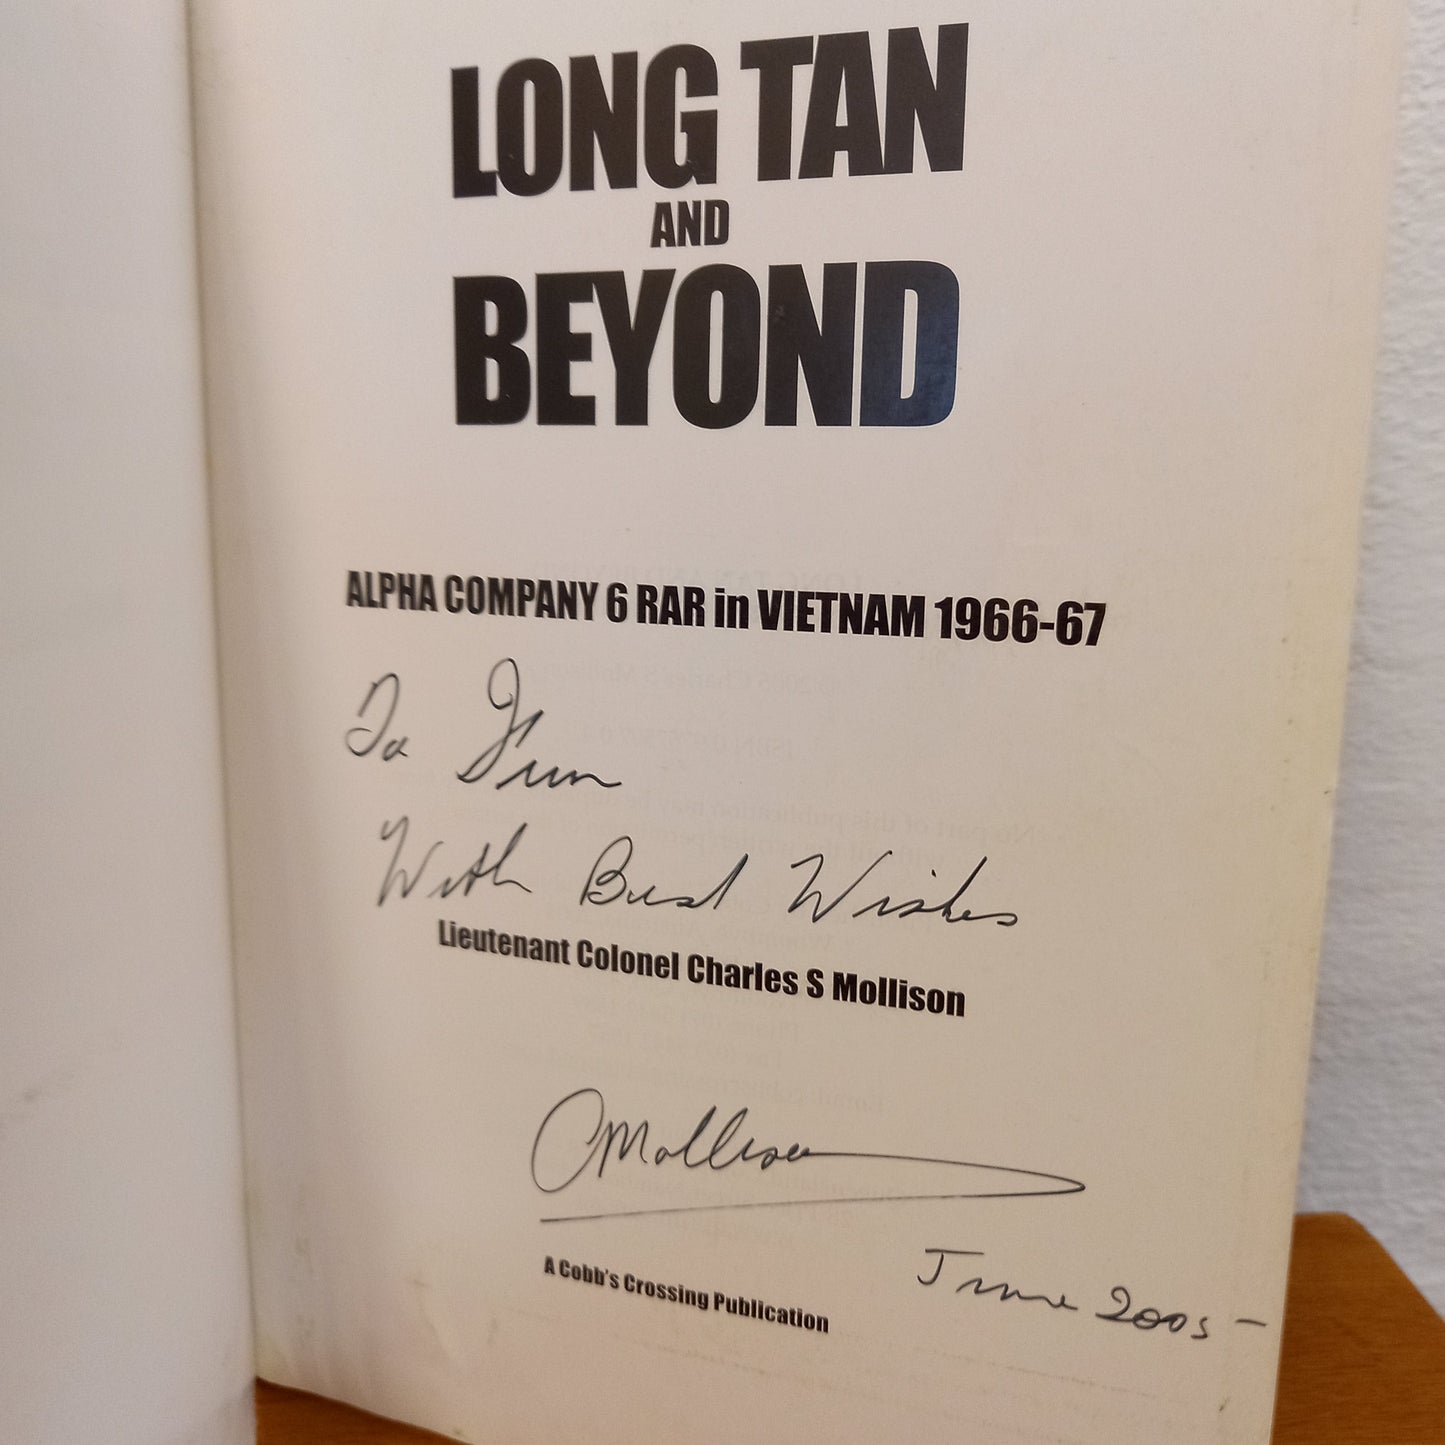 LONG TAN
AND
BEYOND
ALPHA COMPANY 6 RAR in VIETNAM 1966-67
To
With Best Wishes
Lieutenant Colonel Charles S Mollison
CMollison
A Cobb's Crossing Publication
June 2005 -